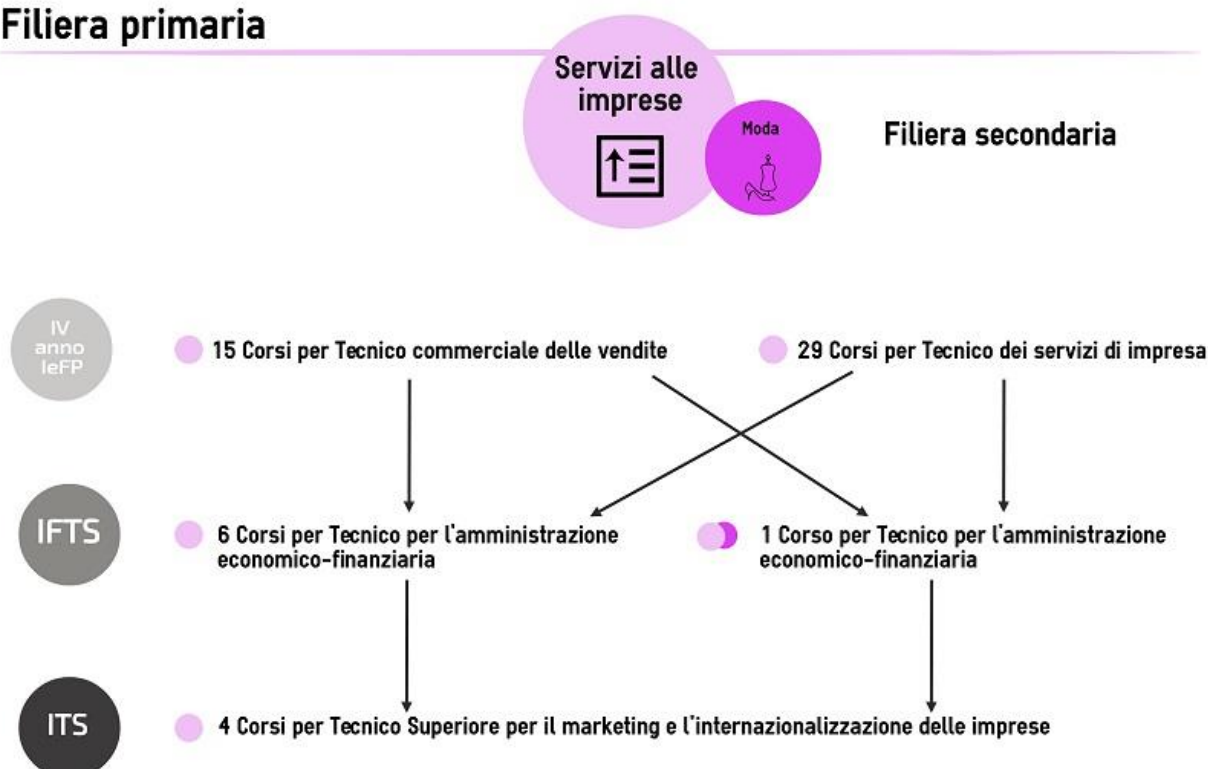 Filiera primaria
Servizi alle
imprese
Moda
Filiera secondaria
IV
anno
IeFP
15 Corsi per Tecnico commerciale delle vendite
29 Corsi per Tecnico dei servizi di impresa
IFTS
6 Corsi per Tecnico per l'amministrazione
economico-finanziaria
1 Corso per Tecnico per l'amministrazione
economico-finanziaria
ITS
4 Corsi per Tecnico Superiore per il marketing e l'internazionalizzazione delle imprese